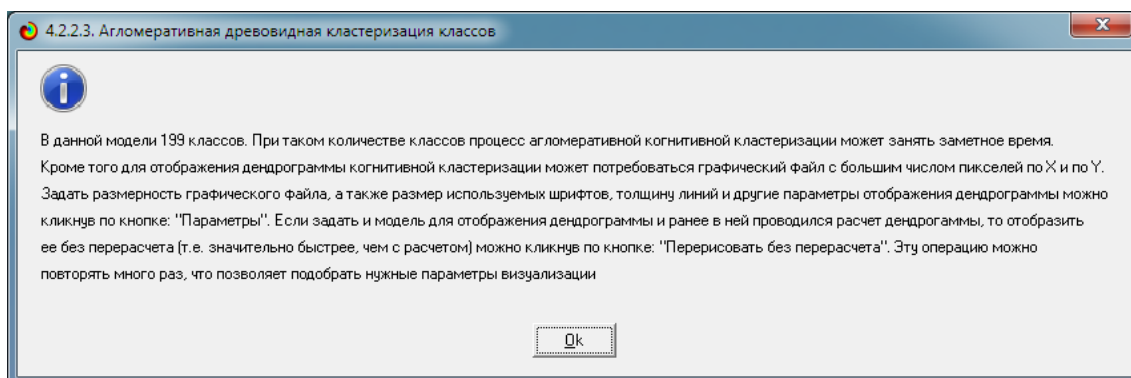 4.2.2.3. Агломеративная древовидная кластеризация классов
В данной модели 199 классов. При таком количестве классов процесс агломеративной когнитивной кластеризации может занять заметное время.
Кроме того для отображения дендрограммы когнитивной кластеризации может потребоваться графический файл с большим числом пикселей по X и по Y.
Задать размерность графического файла, а также размер используемых шрифтов, толщину линий и другие параметры отображения дендрограммы можно
кликнув по кнопке: "Параметры". Если задать и модель для отображения дендрограммы и ранее в ней проводился расчет дендрогаммы, то отобразить
ее без перерасчета (т.е. значительно быстрее, чем с расчетом) можно кликнув по кнопке: "Перерисовать без перерасчета". Эту операцию можно
повторять много раз, что позволяет подобрать нужные параметры визуализации
Ok